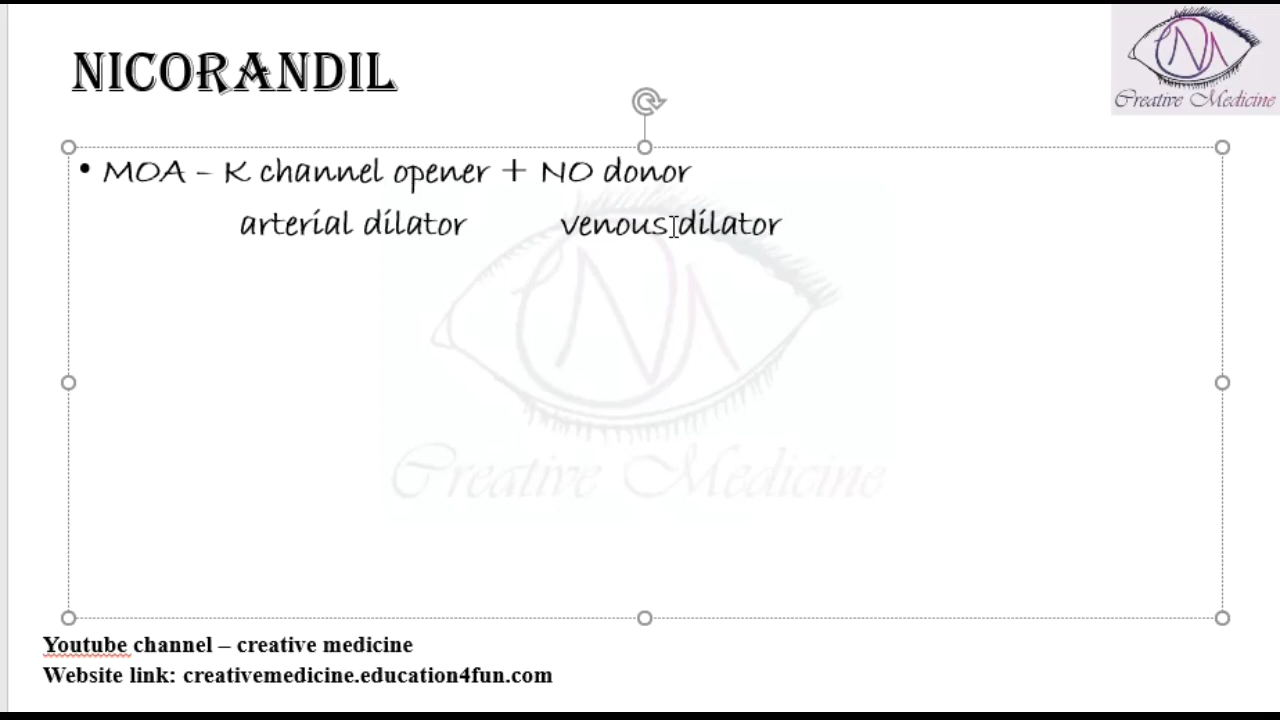 NICORANDIL
Creative Medicine
• MOA – K channel opener + NO donor
arterial dilator venous dilator
Creative Medicine
Youtube channel – creative medicine
Website link: creativemedicine.education4fun.com